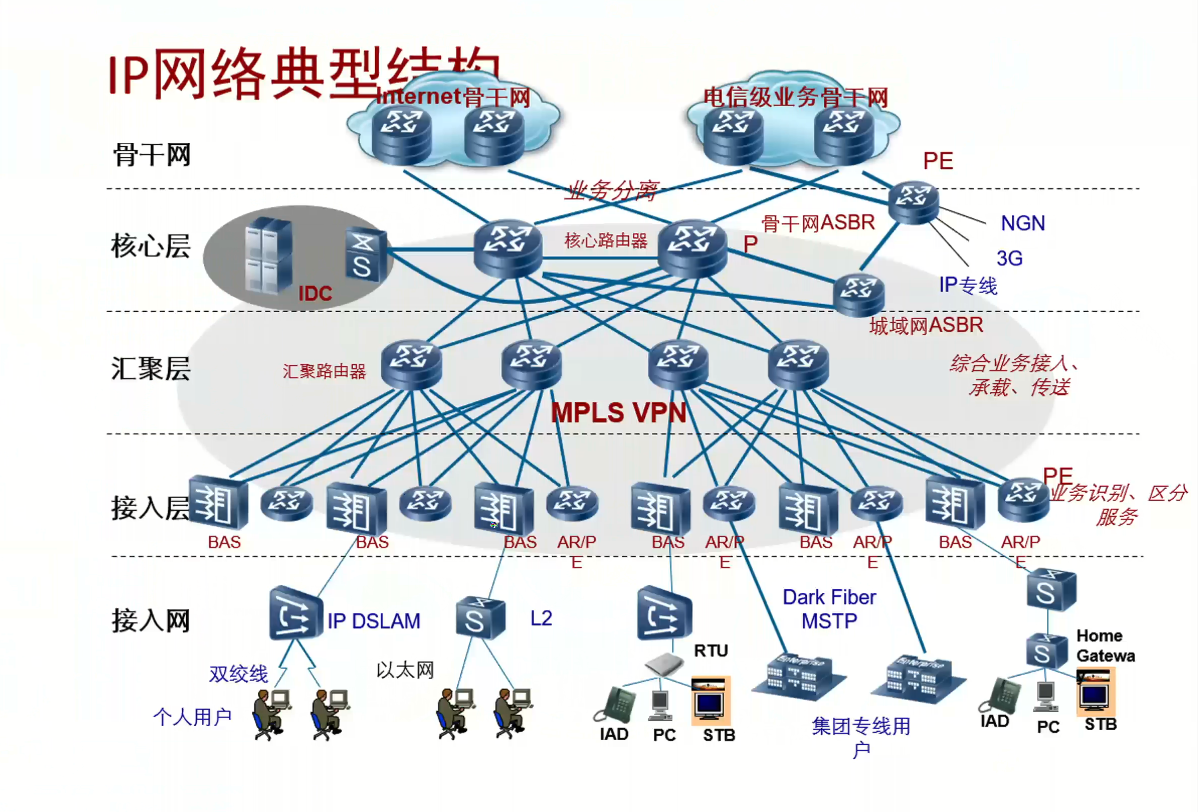 IP网络典型结构
Internet骨干网
电信级业务骨干网
骨干网
PE
业务分离
核心层
核心路由器
P
骨干网ASBR
NGN
3G
IP专线
S
IDC
城域网ASBR
汇聚层
汇聚路由器
综合业务接入、
承载、传送
MPLS VPN
接入层
PE
业务识别、区分
服务
BAS
BAS
BAS
AR/P
E
BAS
AR/P
E
BAS
AR/P
E
BAS
AR/P
E
接入网
IP DSLAM
S
L2
Dark Fiber
MSTP
S
双绞线
以太网
RTU
Enterprise
Enterprise
S
Home
Gatewa
个人用户
IAD
PC
STB
集团专线用
户
IAD
PC
STB